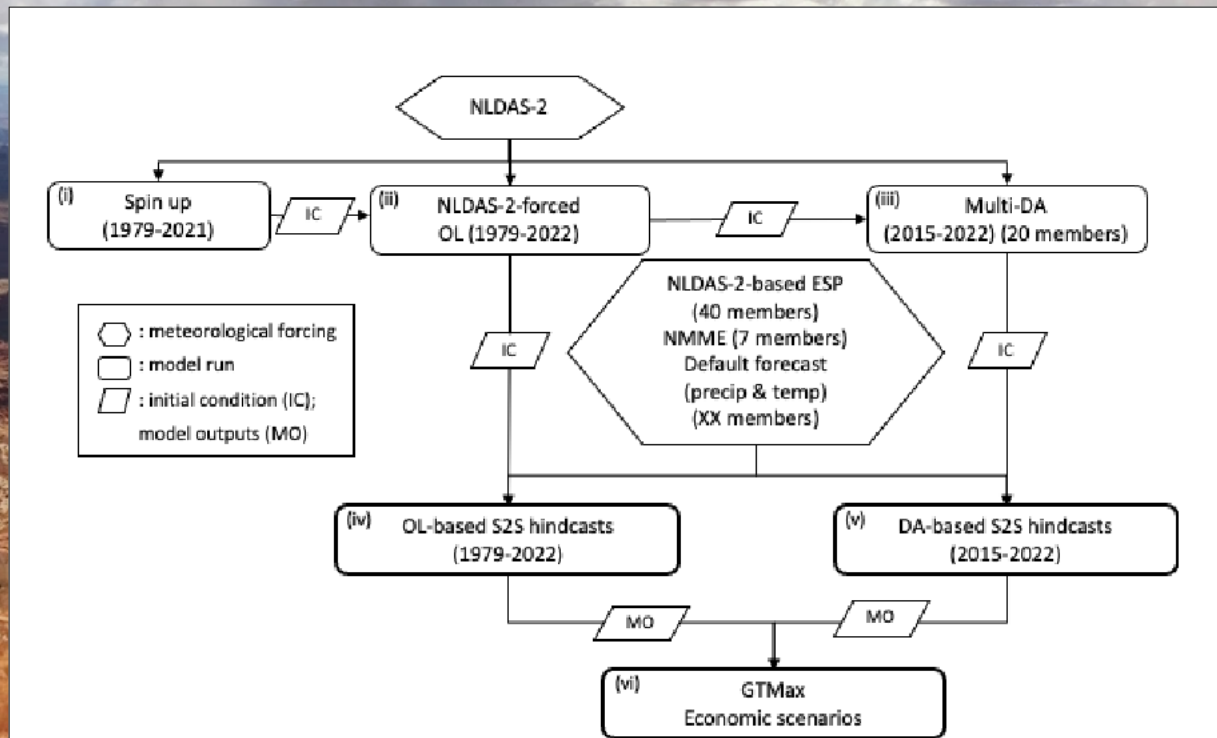 NLDAS-2
(i)
Spin up
(1979-2021)
IC
(ii)
NLDAS-2-forced
OL (1979-2022)
IC
(iii)
Multi-DA
(2015-2022) (20 members)
: meteorological forcing
: model run
: initial condition (IC);
model outputs (MO)
IC
NLDAS-2-based ESP
(40 members)
NMME (7 members)
Default forecast
(precip & temp)
(XX members)
IC
(iv)
OL-based S2S hindcasts
(1979-2022)
(v)
DA-based S2S hindcasts
(2015-2022)
MO
MO
(vi)
GTMax
Economic scenarios